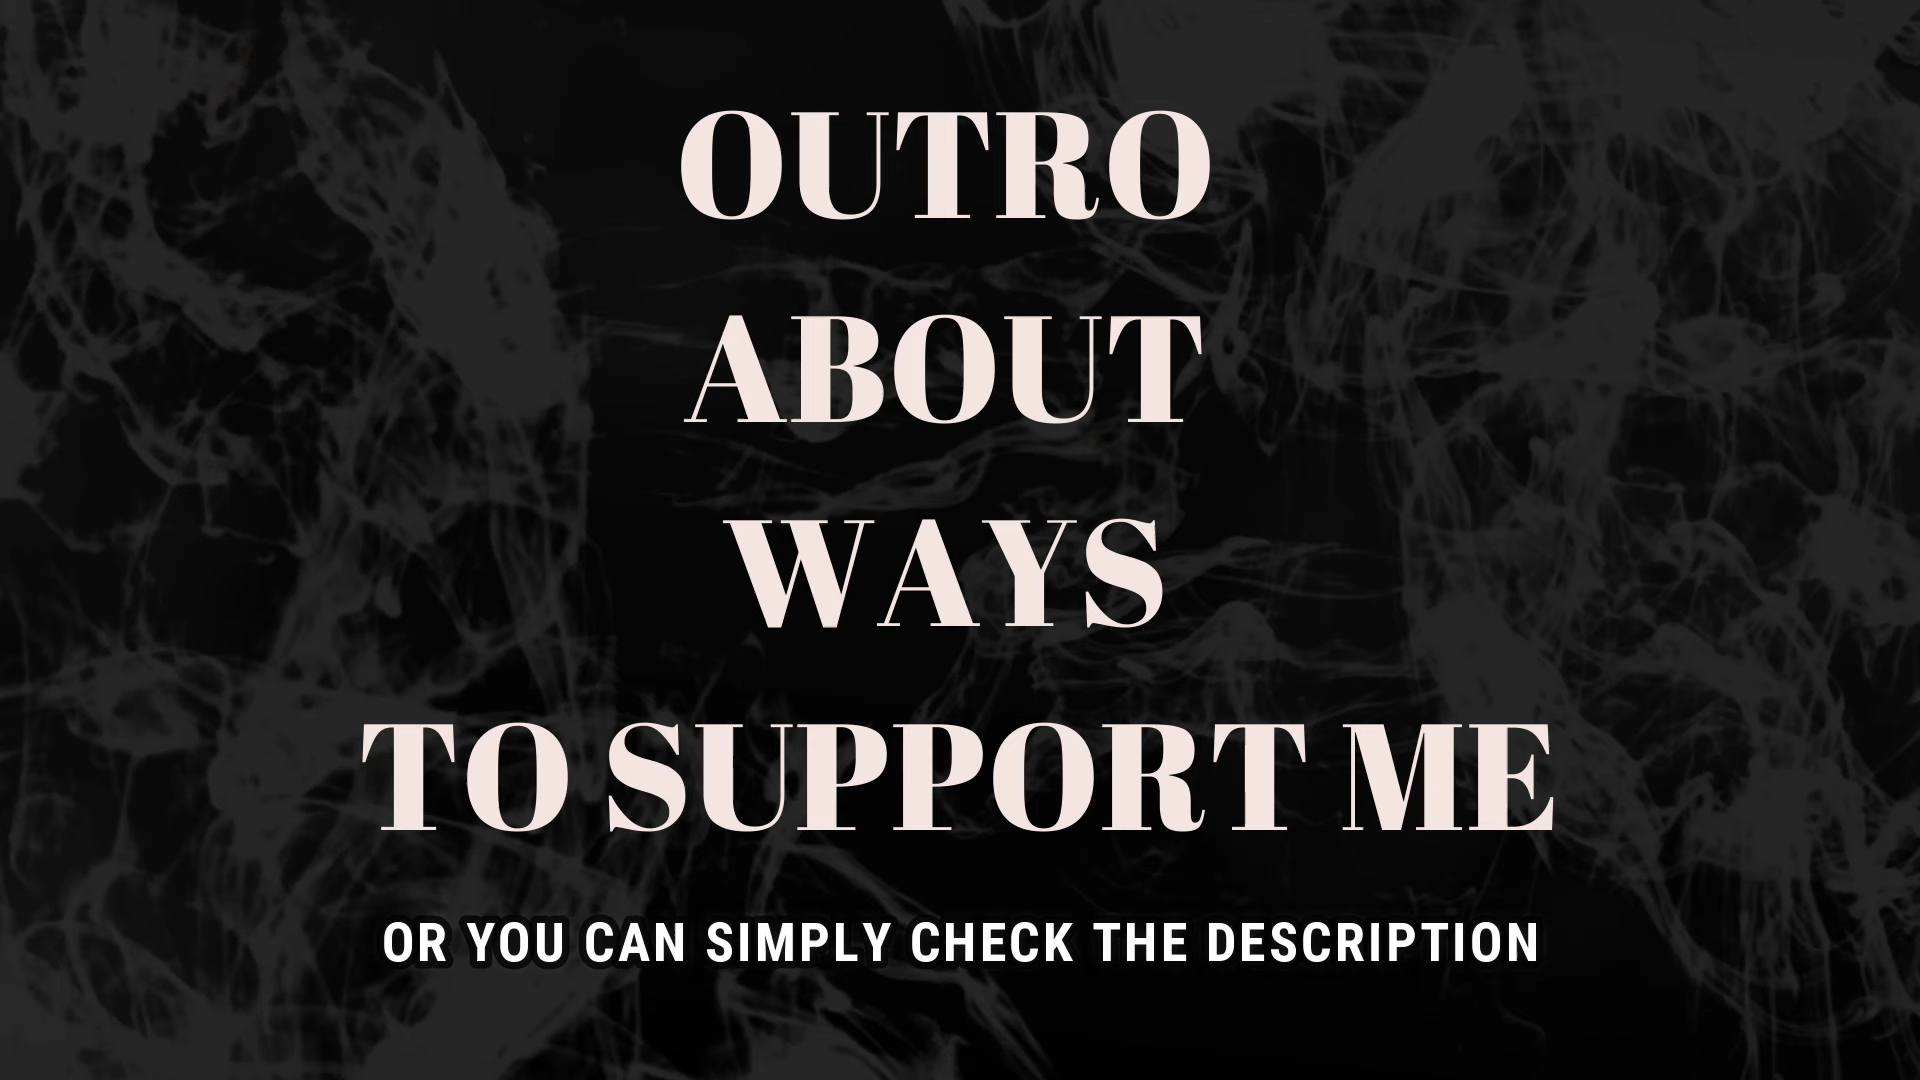 OUTRO
ABOUT
WAYS
TO SUPPORT ME
OR YOU CAN SIMPLY CHECK THE DESCRIPTION